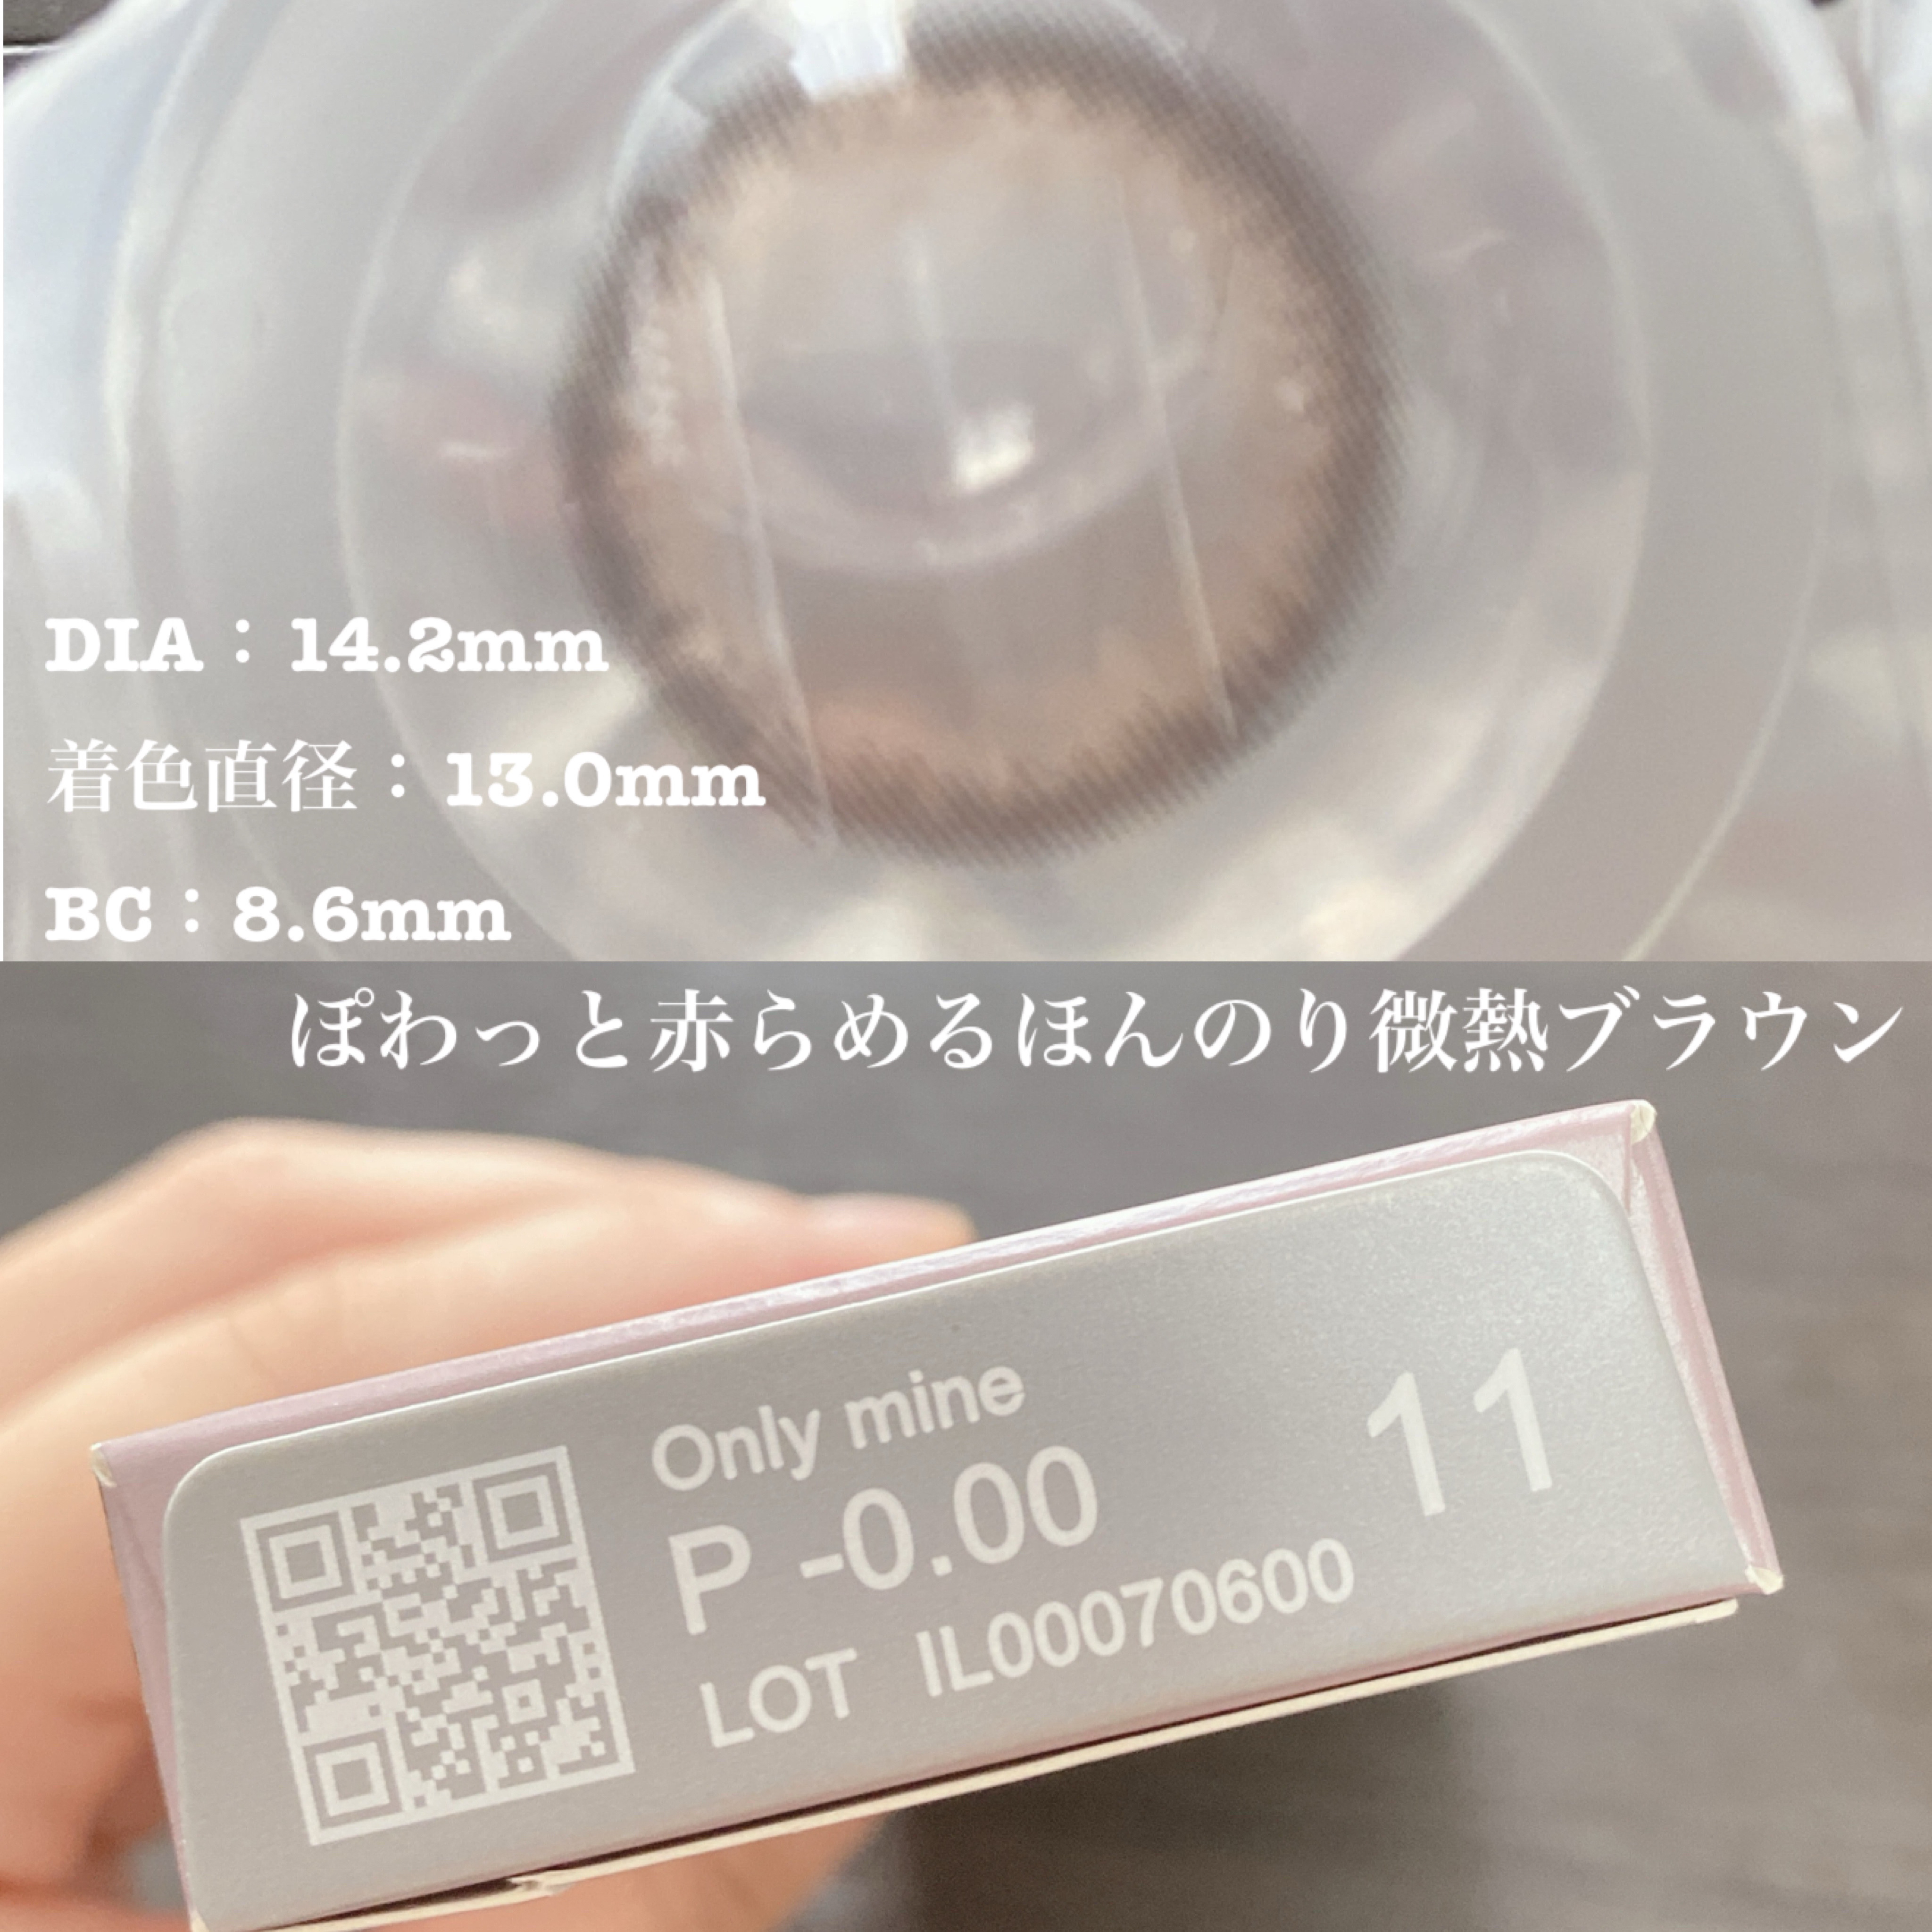 DIA：14.2mm
着色直径：13.0mm
BC：8.6mm
ぽわっと赤らめるほんのり微熱ブラウン
Only mine
P -0.00
11
LOT IL00070600